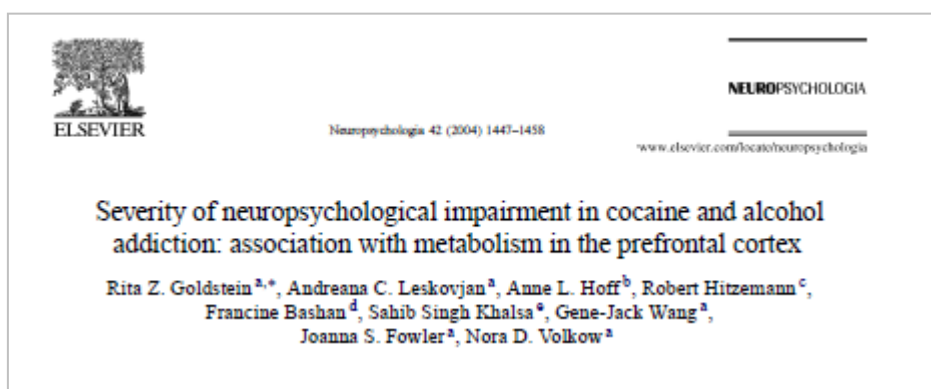 ELSEVIER
Neuropsychologia 42 (2004) 1447–1458
NEUROPSYCHOLOGIA
www.elsevier.com/locate/neuropsychologia
Severity of neuropsychological impairment in cocaine and alcohol
addiction: association with metabolism in the prefrontal cortex
Rita Z. Goldstein a,*, Andreana C. Leskovjan a, Anne L. Hoff b, Robert Hitzemann c,
Francine Bashan d, Sahib Singh Khalsa e, Gene-Jack Wang a,
Joanna S. Fowler a, Nora D. Volkow a